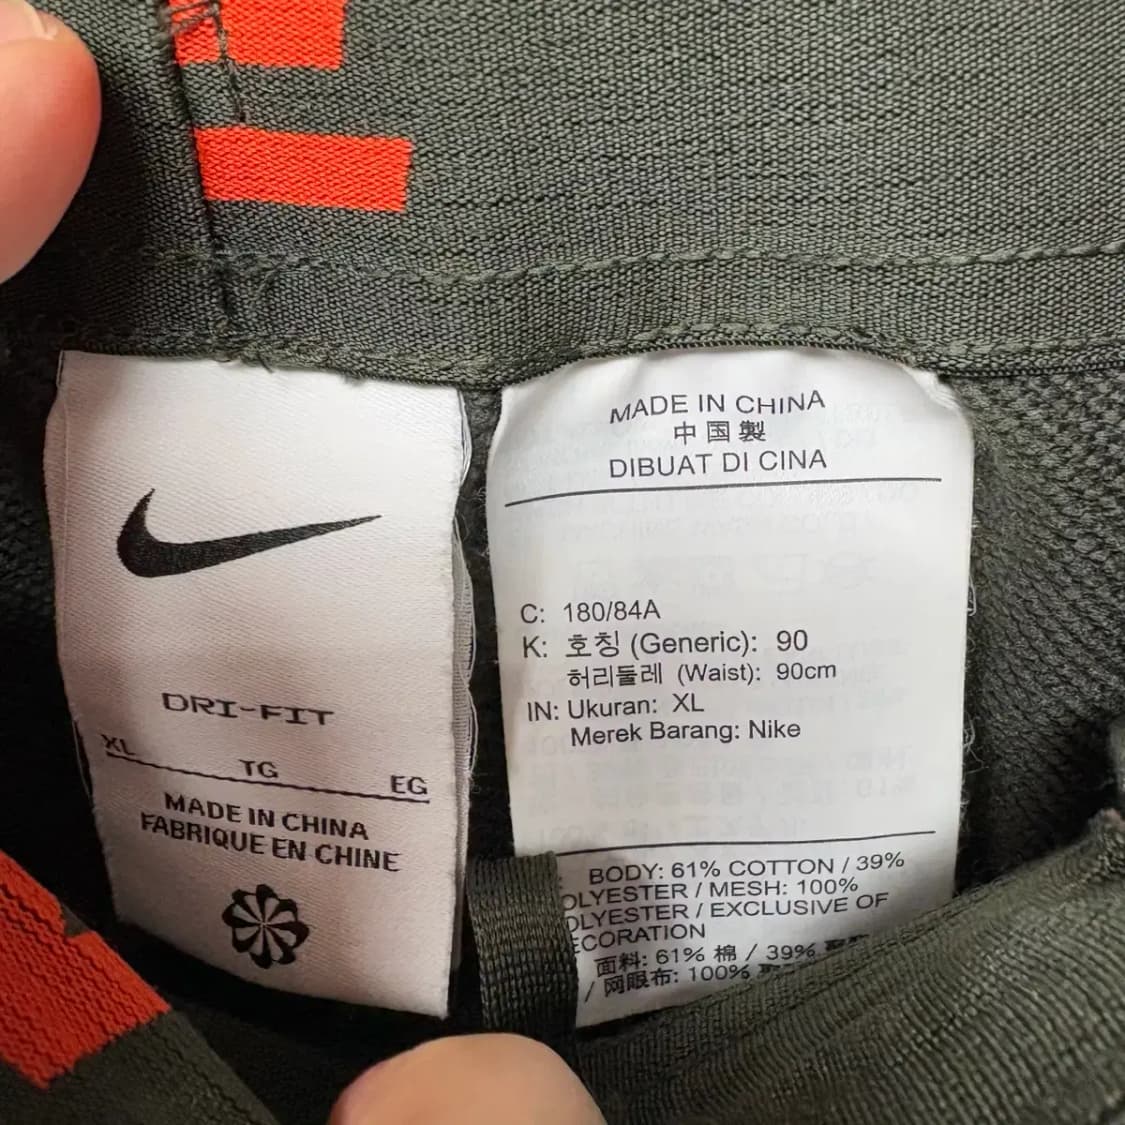 DRI-FIT
XL
TG
EG
MADE IN CHINA
FABRIQUE EN CHINE
MADE IN CHINA
中国製
DIBUAT DI CINA
C: 180/84A
K: 호칭 (Generic): 90
허리둘레 (Waist): 90cm
IN: Ukuran: XL
Merek Barang: Nike
BODY: 61% COTTON / 39%
OLYESTER / MESH: 100%
OLYESTER / EXCLUSIVE OF
ECORATION
面料: 61% 棉 / 39%
/ 网眼布: 100%